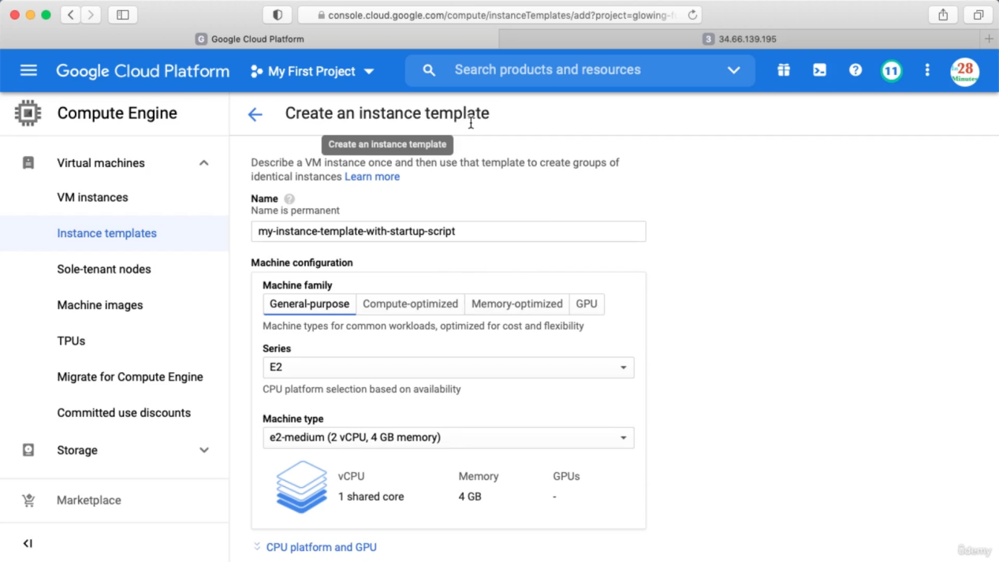 console.cloud.google.com/compute/instanceTemplates/add?project=glowing-f
G Google Cloud Platform
3 34.66.139.195
Google Cloud Platform
My First Project
Search products and resources
11
in28
Minutes
Compute Engine
Create an instance template
Create an instance template
Virtual machines
VM instances
Instance templates
Sole-tenant nodes
Machine images
TPUs
Migrate for Compute Engine
Committed use discounts
Storage
Marketplace
Describe a VM instance once and then use that template to create groups of
identical instances Learn more
Name ?
Name is permanent
my-instance-template-with-startup-script
Machine configuration
Machine family
General-purpose Compute-optimized Memory-optimized GPU
Machine types for common workloads, optimized for cost and flexibility
Series
E2
CPU platform selection based on availability
Machine type
e2-medium (2 vCPU, 4 GB memory)
vCPU Memory GPUs
1 shared core 4 GB -
CPU platform and GPU
ûdemy